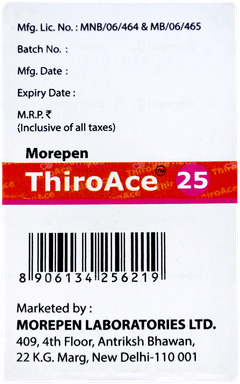 Mfg. Lic. No. : MNB/06/464 & MB/06/465
Batch No. :
Mfg. Date :
Expiry Date :
M.R.P. ₹
(Inclusive of all taxes)
Morepen
ThiroAce™ 25
8 906134 256219
Marketed by :
MOREPEN LABORATORIES LTD.
409, 4th Floor, Antriksh Bhawan,
22 K.G. Marg, New Delhi-110 001